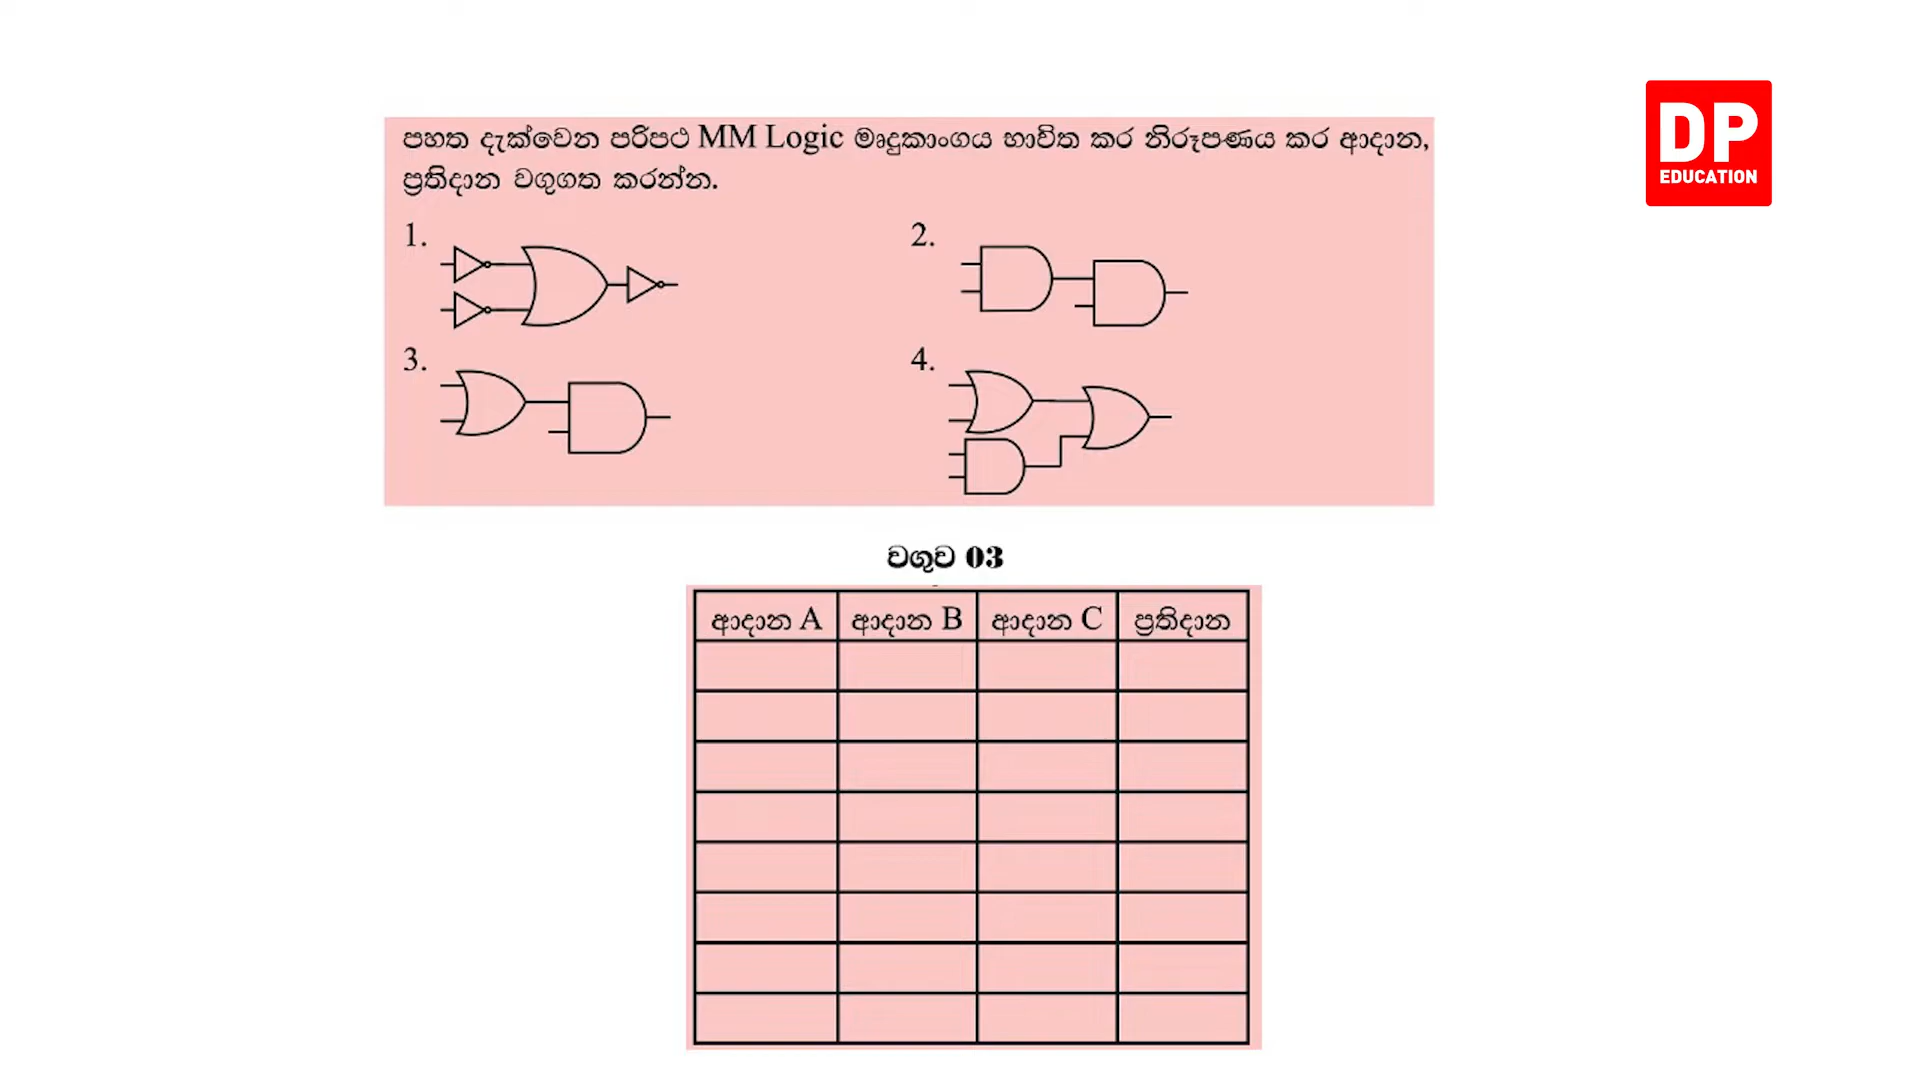 DP
EDUCATION
පහත දැක්වෙන පරිපථ MM Logic මෘදුකාංගය භාවිත කර නිරූපණය කර ආදාන,
ප්‍රතිදාන වගුගත කරන්න.
1.
2.
3.
4.
වගුව 03
ආදාන A ආදාන B ආදාන C ප්‍රතිදාන